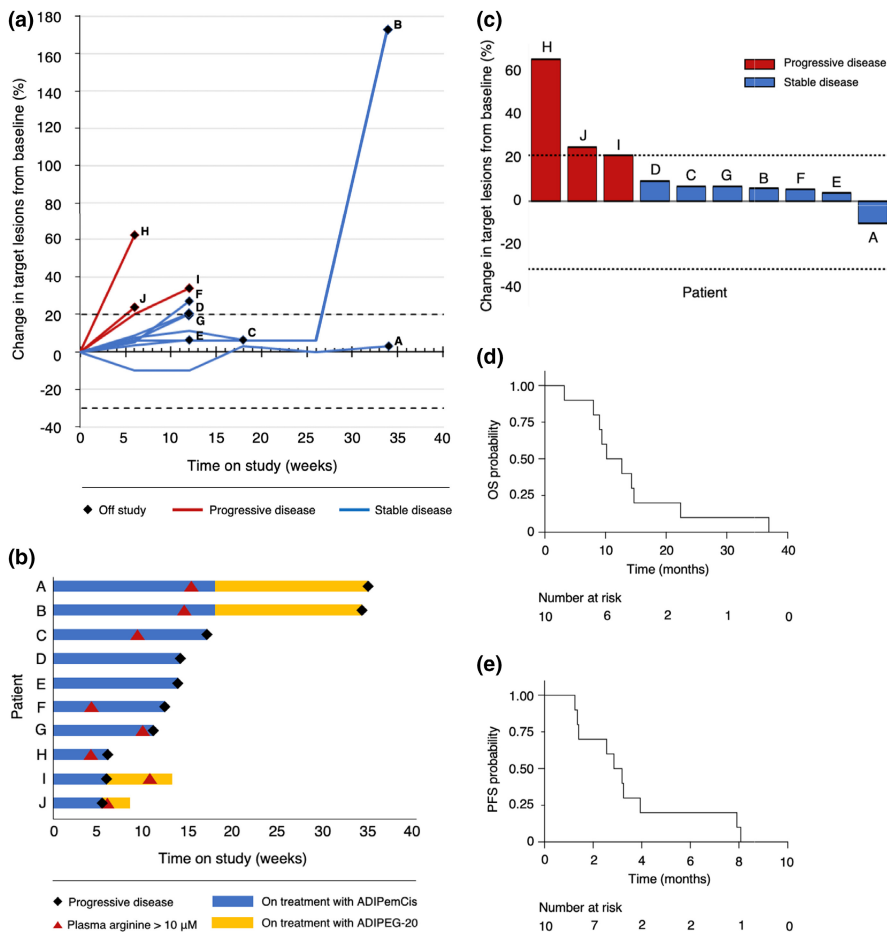 (a)
Change in target lesions from baseline (%)
180
160
140
120
100
80
60
40
20
0
-20
-40
B
H
J
I
F
D
G
E
C
A
0 5 10 15 20 25 30 35 40
Time on study (weeks)
Off study Progressive disease Stable disease
(b)
Patient
A
B
C
D
E
F
G
H
I
J
0 5 10 15 20 25 30 35 40
Time on study (weeks)
Progressive disease On treatment with ADIPemCis
Plasma arginine > 10 µM On treatment with ADIPEG-20
(c)
Change in target lesions from baseline (%)
60
40
20
0
-20
-40
H J I D C G B F E A
Progressive disease
Stable disease
Patient
(d)
OS probability
1.00
0.75
0.50
0.25
0
0 10 20 30 40
Time (months)
Number at risk
10 6 2 1 0
(e)
PFS probability
1.00
0.75
0.50
0.25
0
0 2 4 6 8 10
Time (months)
Number at risk
10 7 2 2 1 0